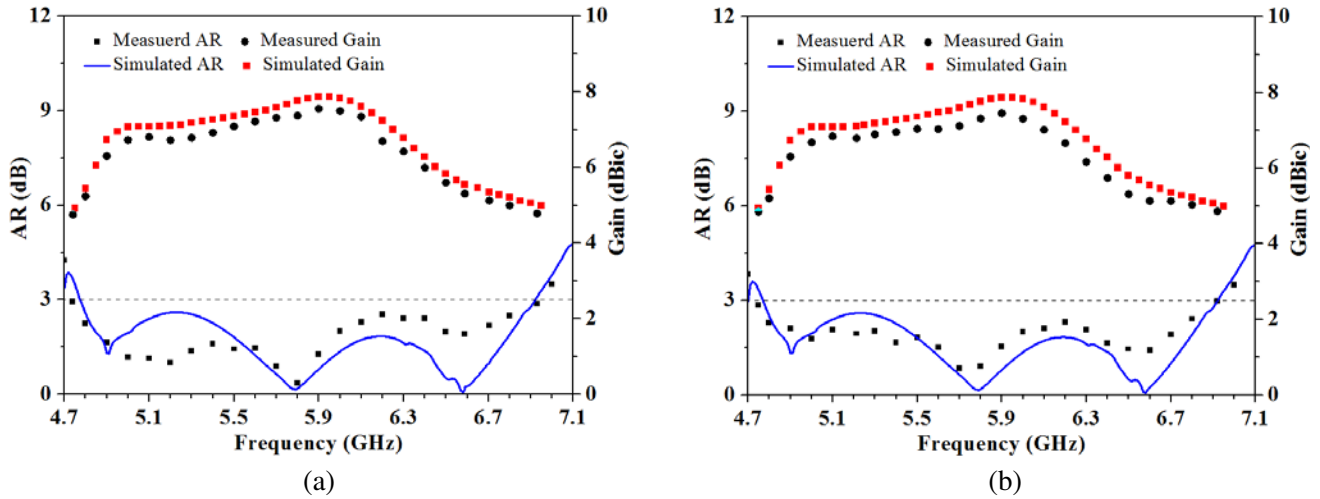 12
9
6
3
0
AR (dB)
10
8
6
4
2
0
Gain (dBic)
Measuerd AR
Measured Gain
Simulated AR
Simulated Gain
4.7 5.1 5.5 5.9 6.3 6.7 7.1
Frequency (GHz)
(a)
12
9
6
3
0
AR (dB)
10
8
6
4
2
0
Gain (dBic)
Measuerd AR
Measured Gain
Simulated AR
Simulated Gain
4.7 5.1 5.5 5.9 6.3 6.7 7.1
Frequency (GHz)
(b)